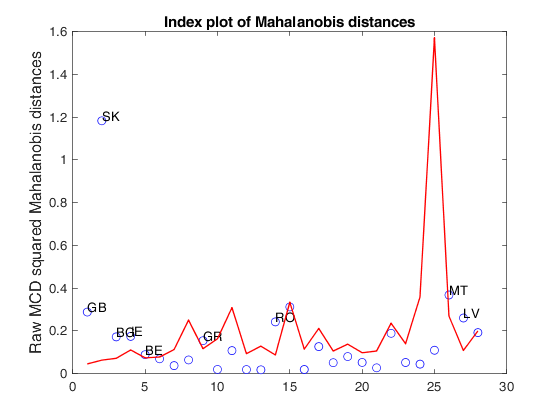 Index plot of Mahalanobis distances
Raw MCD squared Mahalanobis distances
1.6
1.4
1.2
1
0.8
0.6
0.4
0.2
0
SK
GB
BG
IE
BE
GR
RO
MT
LV
0
5
10
15
20
25
30